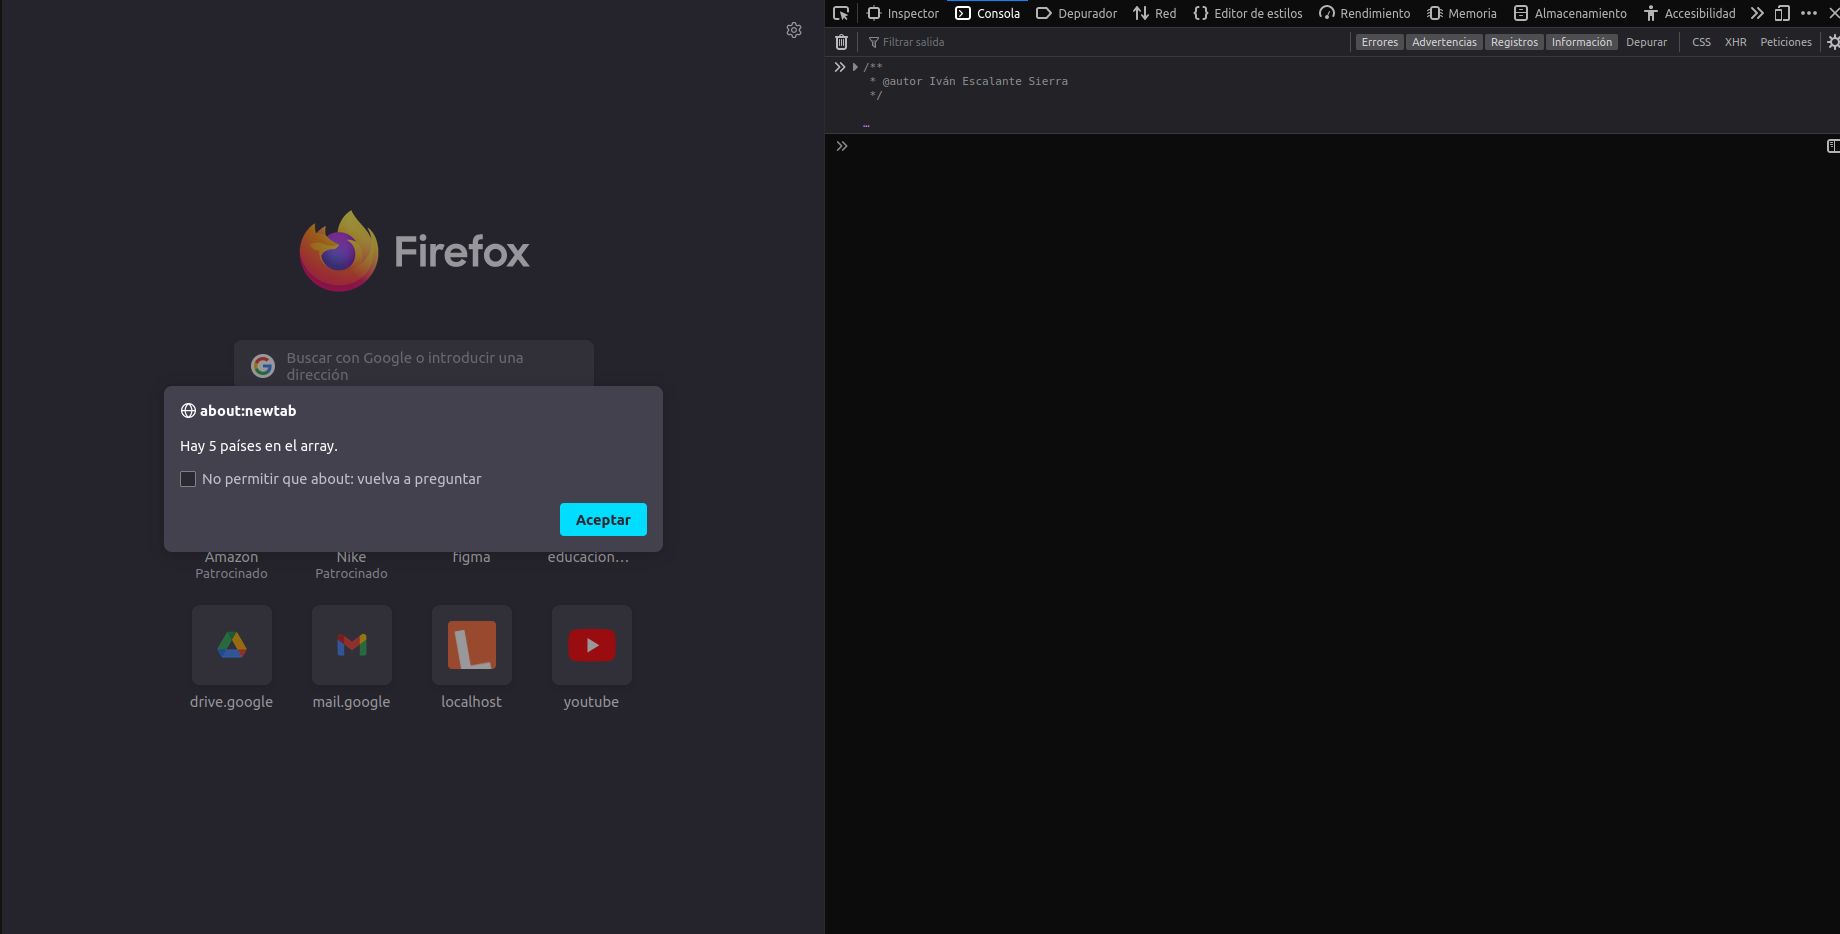 Inspector Consola Depurador Red Editor de estilos Rendimiento Memoria Almacenamiento Accesibilidad
Filtrar salida Errores Advertencias Registros Información Depurar CSS XHR Peticiones
/**
* @autor Iván Escalante Sierra
*/
…
Firefox
Buscar con Google o introducir una
dirección
about:newtab
Hay 5 países en el array.
No permitir que about: vuelva a preguntar
Aceptar
Amazon Nike figma educacion…
Patrocinado Patrocinado
drive.google mail.google localhost youtube